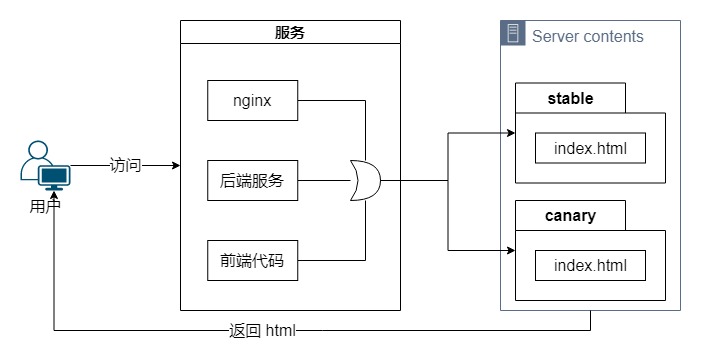 服务
Server contents
nginx
stable
index.html
访问
后端服务
用户
canary
前端代码
index.html
返回 html